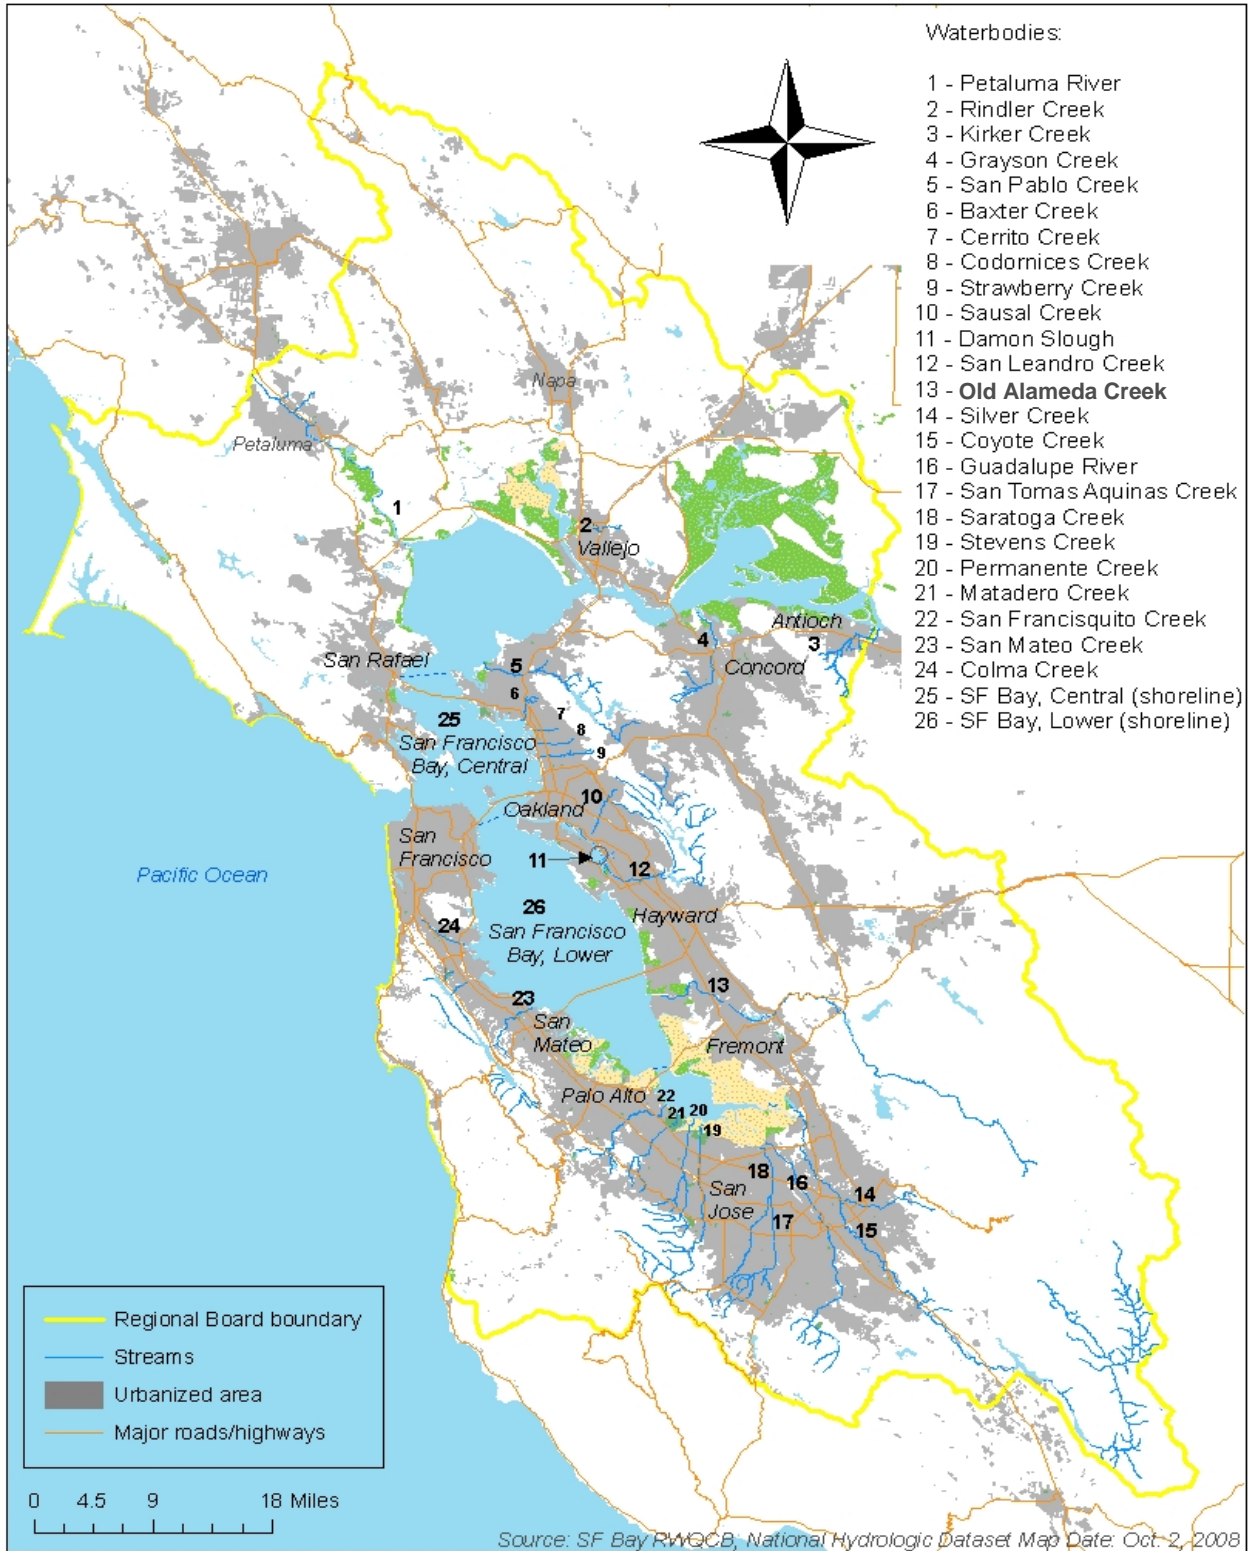 Waterbodies:
1 - Petaluma River
2 - Rindler Creek
3 - Kirker Creek
4 - Grayson Creek
5 - San Pablo Creek
6 - Baxter Creek
7 - Cerrito Creek
8 - Codornices Creek
9 - Strawberry Creek
10 - Sausal Creek
11 - Damon Slough
12 - San Leandro Creek
13 - Old Alameda Creek
14 - Silver Creek
15 - Coyote Creek
16 - Guadalupe River
17 - San Tomas Aquinas Creek
18 - Saratoga Creek
19 - Stevens Creek
20 - Permanente Creek
21 - Matadero Creek
22 - San Francisquito Creek
23 - San Mateo Creek
24 - Colma Creek
25 - SF Bay, Central (shoreline)
26 - SF Bay, Lower (shoreline)
Napa
Petaluma
1
2
Vallejo
Antioch
3
4
Concord
San Rafael
5
6
7
8
9
25
San Francisco
Bay, Central
10
Oakland
San
Francisco
11
12
Pacific Ocean
26
San Francisco
Bay, Lower
Hayward
24
13
23
San
Mateo
Fremont
Palo Alto
22
21
20
19
18
16
14
San
Jose
17
15
Regional Board boundary
Streams
Urbanized area
Major roads/highways
0 4.5 9 18 Miles
Source: SF Bay RWQCB; National Hydrologic Dataset Map Date: Oct. 2, 2008